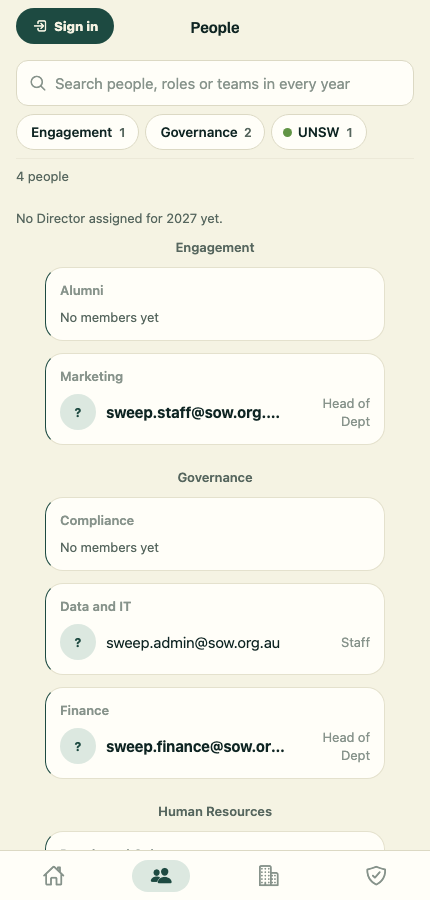 Sign in
People
Search people, roles or teams in every year
Engagement 1
Governance 2
UNSW 1
4 people
No Director assigned for 2027 yet.
Engagement
Alumni
No members yet
Marketing
?
sweep.staff@sow.org....
Head of
Dept
Governance
Compliance
No members yet
Data and IT
?
sweep.admin@sow.org.au
Staff
Finance
?
sweep.finance@sow.or...
Head of
Dept
Human Resources